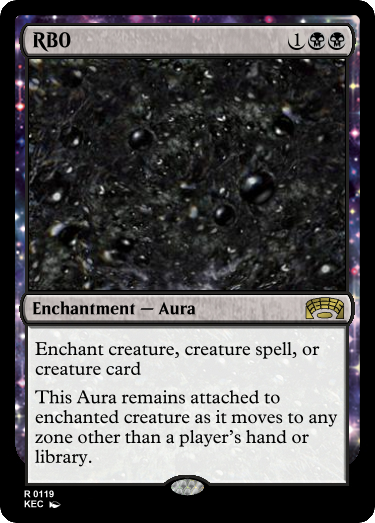 RBO
1
Enchantment — Aura
Enchant creature, creature spell, or
creature card
This Aura remains attached to
enchanted creature as it moves to any
zone other than a player's hand or
library.
R 0119
KEC